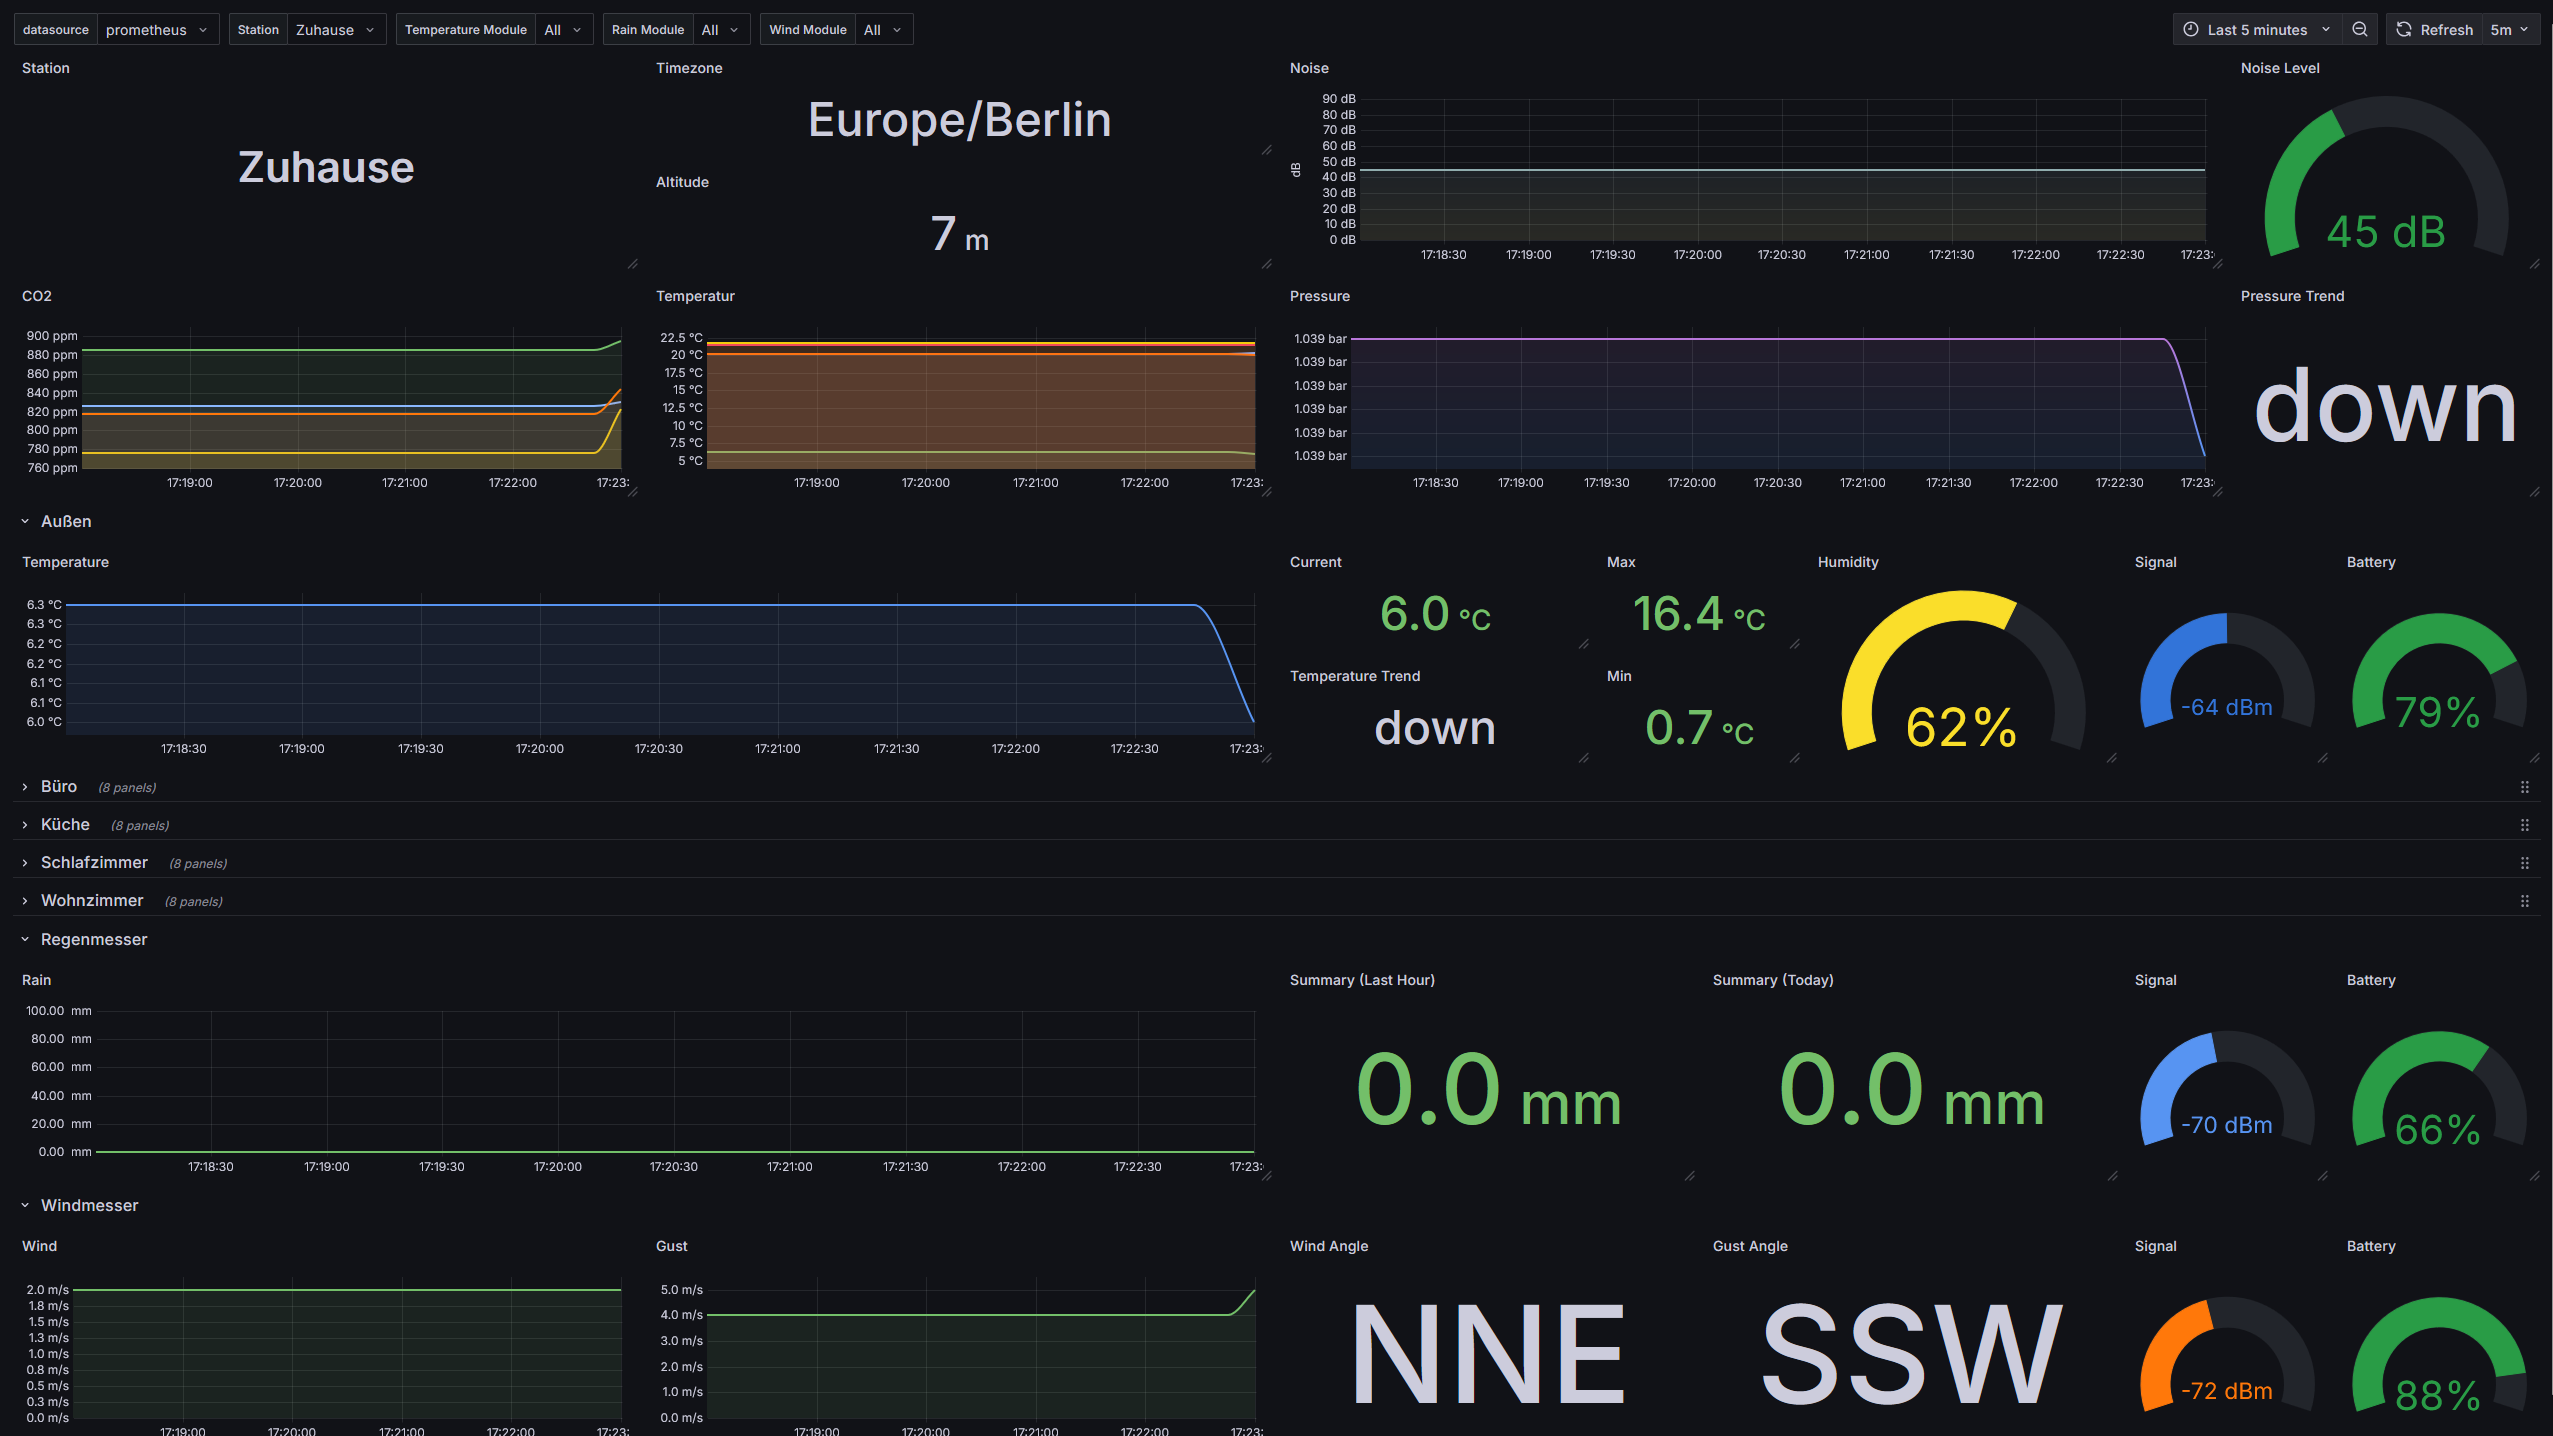 datasource prometheus Station Zuhause Temperature Module All Rain Module All Wind Module All Last 5 minutes Refresh 5m
Station
Zuhause
Timezone
Europe/Berlin
Altitude
7 m
Noise
dB
90 dB
80 dB
70 dB
60 dB
50 dB
40 dB
30 dB
20 dB
10 dB
0 dB
17:18:30 17:19:00 17:19:30 17:20:00 17:20:30 17:21:00 17:21:30 17:22:00 17:22:30 17:23:
Noise Level
45 dB
CO2
900 ppm
880 ppm
860 ppm
840 ppm
820 ppm
800 ppm
780 ppm
760 ppm
17:19:00 17:20:00 17:21:00 17:22:00 17:23:
Temperatur
22.5 °C
20 °C
17.5 °C
15 °C
12.5 °C
10 °C
7.5 °C
5 °C
17:19:00 17:20:00 17:21:00 17:22:00 17:23:
Pressure
1.039 bar
1.039 bar
1.039 bar
1.039 bar
1.039 bar
1.039 bar
17:18:30 17:19:00 17:19:30 17:20:00 17:20:30 17:21:00 17:21:30 17:22:00 17:22:30 17:23:
Pressure Trend
down
Außen
Temperature
6.3 °C
6.3 °C
6.2 °C
6.2 °C
6.1 °C
6.1 °C
6.0 °C
17:18:30 17:19:00 17:19:30 17:20:00 17:20:30 17:21:00 17:21:30 17:22:00 17:22:30 17:23:
Current
6.0 °C
Temperature Trend
down
Max
16.4 °C
Min
0.7 °C
Humidity
62%
Signal
-64 dBm
Battery
79%
Büro (8 panels)
Küche (8 panels)
Schlafzimmer (8 panels)
Wohnzimmer (8 panels)
Regenmesser
Rain
100.00 mm
80.00 mm
60.00 mm
40.00 mm
20.00 mm
0.00 mm
17:18:30 17:19:00 17:19:30 17:20:00 17:20:30 17:21:00 17:21:30 17:22:00 17:22:30 17:23:
Summary (Last Hour)
0.0 mm
Summary (Today)
0.0 mm
Signal
-70 dBm
Battery
66%
Windmesser
Wind
2.0 m/s
1.8 m/s
1.5 m/s
1.3 m/s
1.0 m/s
0.8 m/s
0.5 m/s
0.3 m/s
0.0 m/s
17:19:00 17:20:00 17:21:00 17:22:00 17:23:
Gust
5.0 m/s
4.0 m/s
3.0 m/s
2.0 m/s
1.0 m/s
0.0 m/s
17:19:00 17:20:00 17:21:00 17:22:00 17:23:
Wind Angle
NNE
Gust Angle
SSW
Signal
-72 dBm
Battery
88%